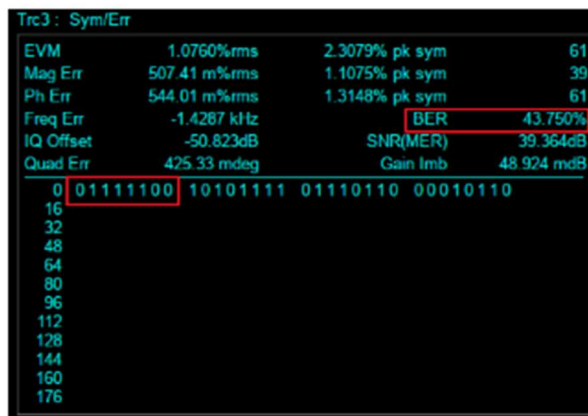 Trc3 : Sym/Err
EVM 1.0760%rms 2.3079% pk sym 61
Mag Err 507.41 m%rms 1.1075% pk sym 39
Ph Err 544.01 m%rms 1.3148% pk sym 61
Freq Err -1.4287 kHz BER 43.750%
IQ Offset -50.823dB SNR(MER) 39.364dB
Quad Err 425.33 mdeg Gain Imb 48.924 mdB
0 01111100 10101111 01110110 00010110
16
32
48
64
80
96
112
128
144
160
176